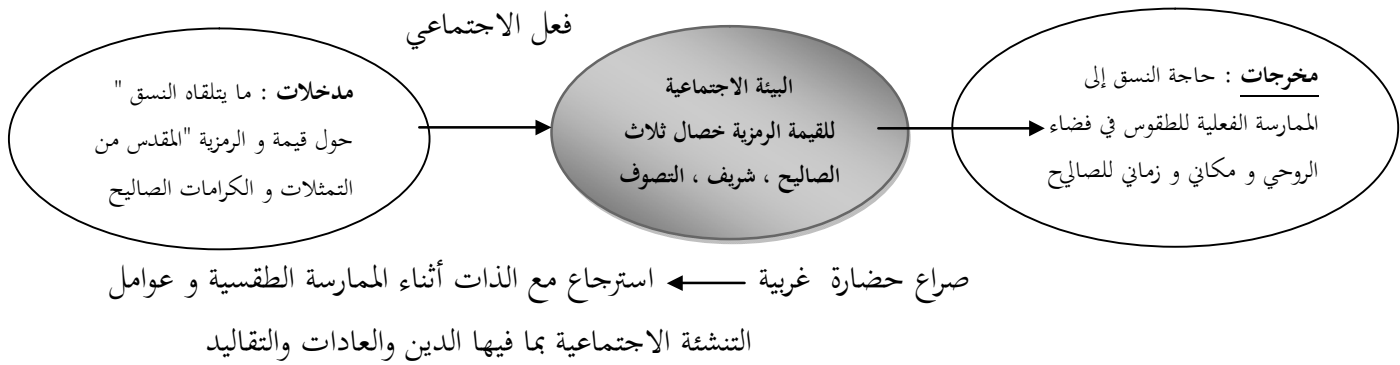 فعل الاجتماعي
مخرجات : حاجة النسق إلى
الممارسة الفعلية للطقوس في فضاء
الروحي و مكاني و زماني للصاليح
البيئة الاجتماعية
للقيمة الرمزية خصال ثلاث
الصاليح ، شريف ، التصوف
مدخلات : ما يتلقاه النسق "
حول قيمة و الرمزية "المقدس من
التمثلات و الكرامات الصاليح
صراع حضارة غربية ← استرجاع مع الذات أثناء الممارسة الطقسية و عوامل
التنشئة الاجتماعية بما فيها الدين والعادات والتقاليد